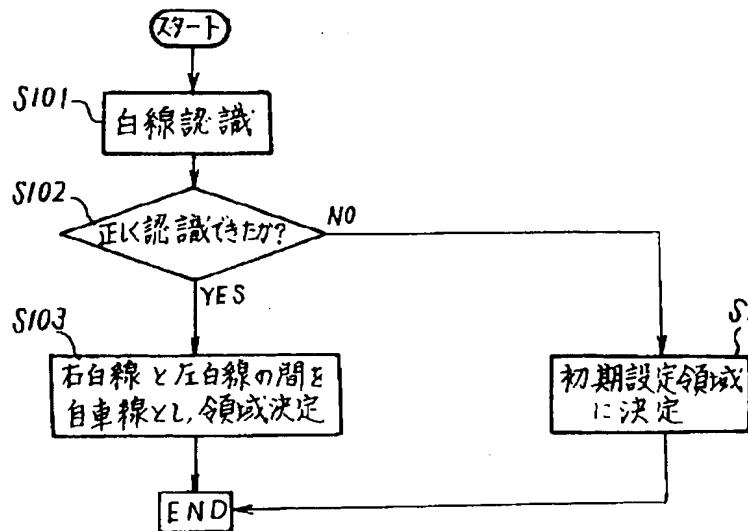 スタート
S101
白線認識
S102
正しく認識できたか?
NO
YES
S103
右白線と左白線の間を
自車線とし,領域決定
S
初期設定領域
に決定
END